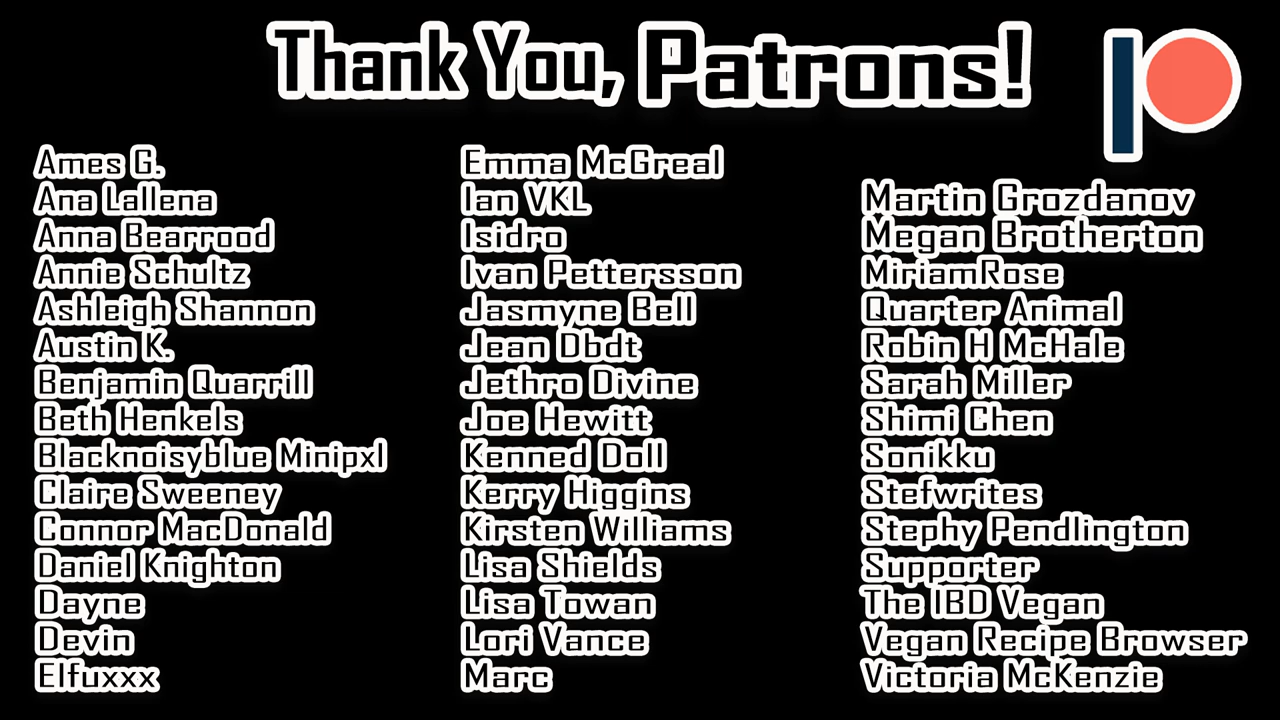 Thank You, Patrons!
Ames G.
Ana Lallena
Anna Bearrood
Annie Schultz
Ashleigh Shannon
Austin K.
Benjamin Quarrill
Beth Henkels
Blacknoisyblue Minipxl
Claire Sweeney
Connor MacDonald
Daniel Knighton
Dayne
Devin
Elfuxxx
Emma McGreal
Ian VKL
Isidro
Ivan Pettersson
Jasmyne Bell
Jean Dbdt
Jethro Divine
Joe Hewitt
Kenned Doll
Kerry Higgins
Kirsten Williams
Lisa Shields
Lisa Towan
Lori Vance
Marc
Martin Grozdanov
Megan Brotherton
MiriamRose
Quarter Animal
Robin H McHale
Sarah Miller
Shimi Chen
Sonikku
Stefwrites
Stephy Pendlington
Supporter
The IBD Vegan
Vegan Recipe Browser
Victoria McKenzie